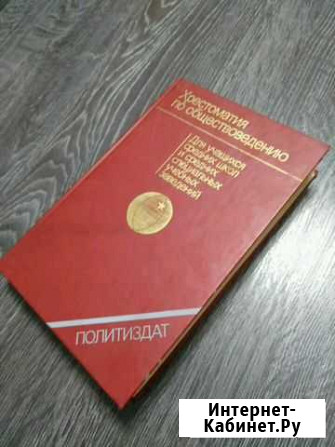 Хрестоматия
по обществоведению
Для учащихся
средних школ
и средних
специальных
учебных
заведений
ПОЛИТИЗДАТ
Интернет-
Кабинет.Ру